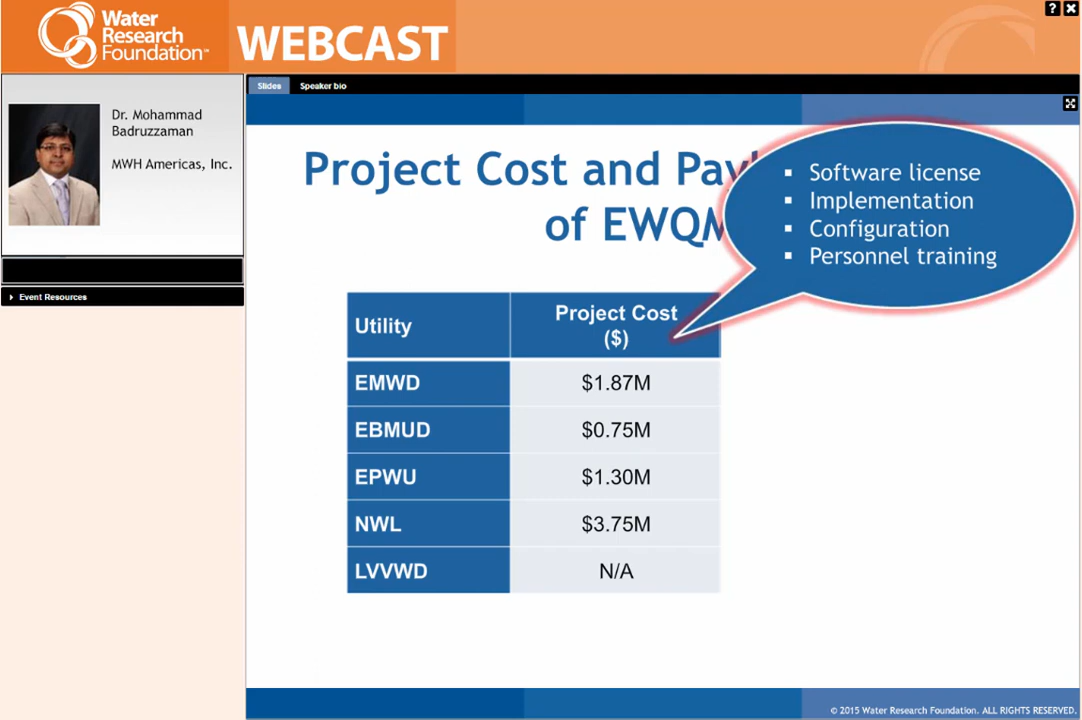 Water
Research
Foundation™
WEBCAST
Slides
Speaker bio
Dr. Mohammad
Badruzzaman
MWH Americas, Inc.
Event Resources
Project Cost and
of
▪ Software license
▪ Implementation
▪ Configuration
▪ Personnel training
Utility Project Cost
($)
EMWD $1.87M
EBMUD $0.75M
EPWU $1.30M
NWL $3.75M
LVVWD N/A
© 2015 Water Research Foundation. ALL RIGHTS RESERVED.